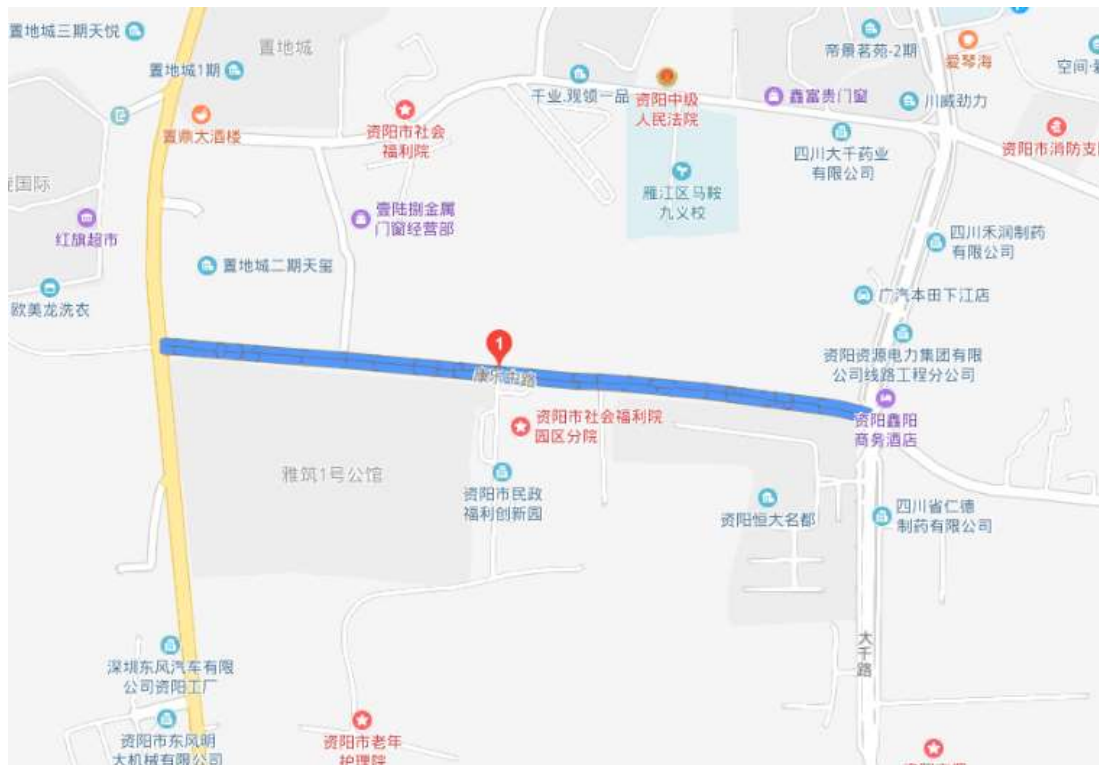 置地城三期天悦
置地城
置地城1期
置鼎大酒楼
资阳市社会
福利院
千业.观领一品
资阳中级
人民法院
鑫富贵门窗
帝景茗苑-2期
爱琴海
川威劲力
四川大千药业
有限公司
资阳市消防支
国际
红旗超市
欧美龙洗衣
壹陆捌金属
门窗经营部
置地城二期天玺
雁江区马鞍
九义校
四川禾润制药
有限公司
广汽本田下江店
资阳资源电力集团有限
公司线路工程分公司
1
康乐中路
资阳市社会福利院
园区分院
资阳鑫阳
商务酒店
雅筑1号公馆
资阳市民政
福利创新园
资阳恒大名都
四川省仁德
制药有限公司
大千路
深圳东风汽车有限
公司资阳工厂
资阳市东风明
大机械有限公司
资阳市老年
护理院